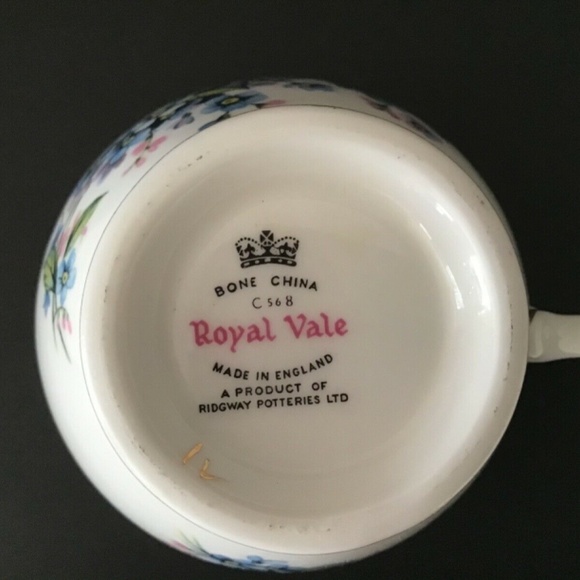 BONE CHINA
C568
Royal Vale
MADE IN ENGLAND
A PRODUCT OF
RIDGWAY POTTERIES LTD